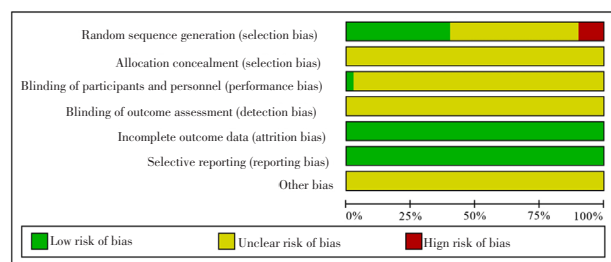 Random sequence generation (selection bias)
Allocation concealment (selection bias)
Blinding of participants and personnel (performance bias)
Blinding of outcome assessment (detection bias)
Incomplete outcome data (attrition bias)
Selective reporting (reporting bias)
Other bias
0% 25% 50% 75% 100%
Low risk of bias Unclear risk of bias Hign risk of bias